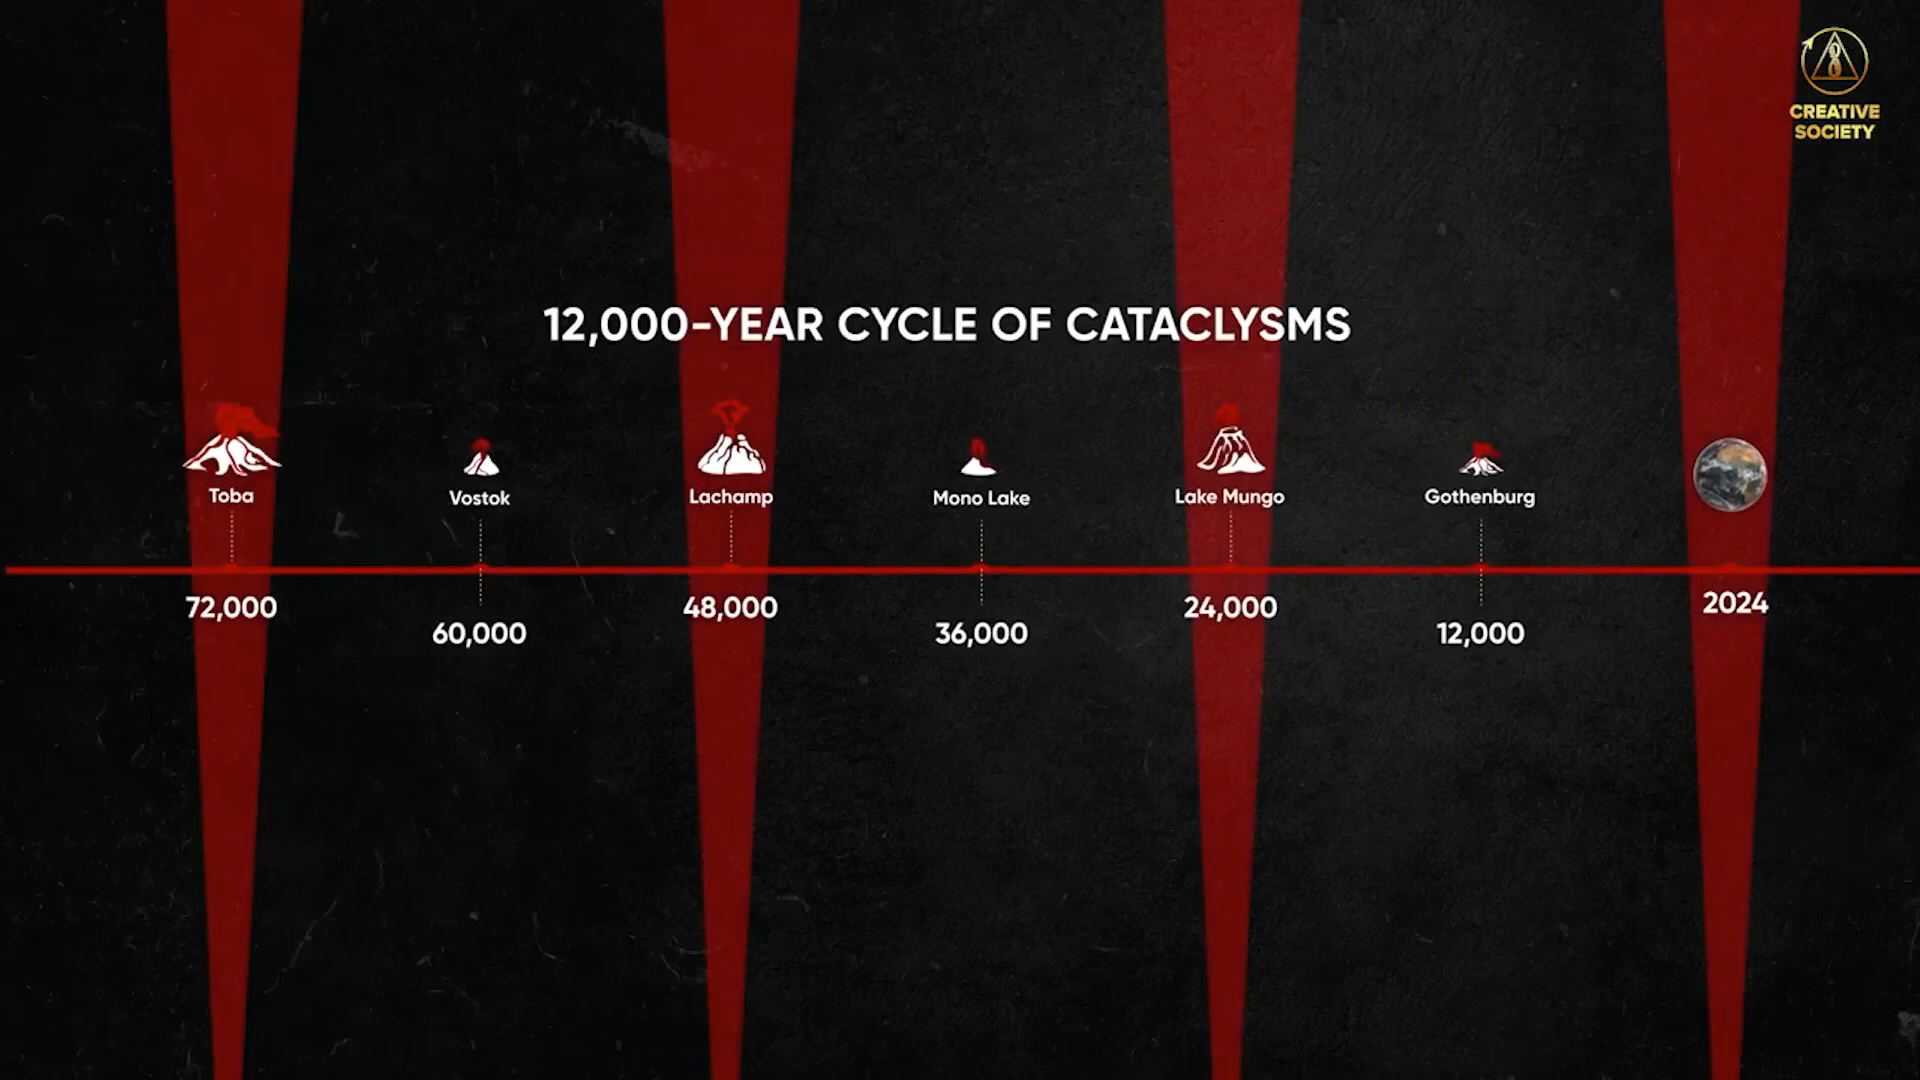 CREATIVE
SOCIETY
12,000-YEAR CYCLE OF CATACLYSMS
Toba
Vostok
Lachamp
Mono Lake
Lake Mungo
Gothenburg
72,000
60,000
48,000
36,000
24,000
12,000
2024